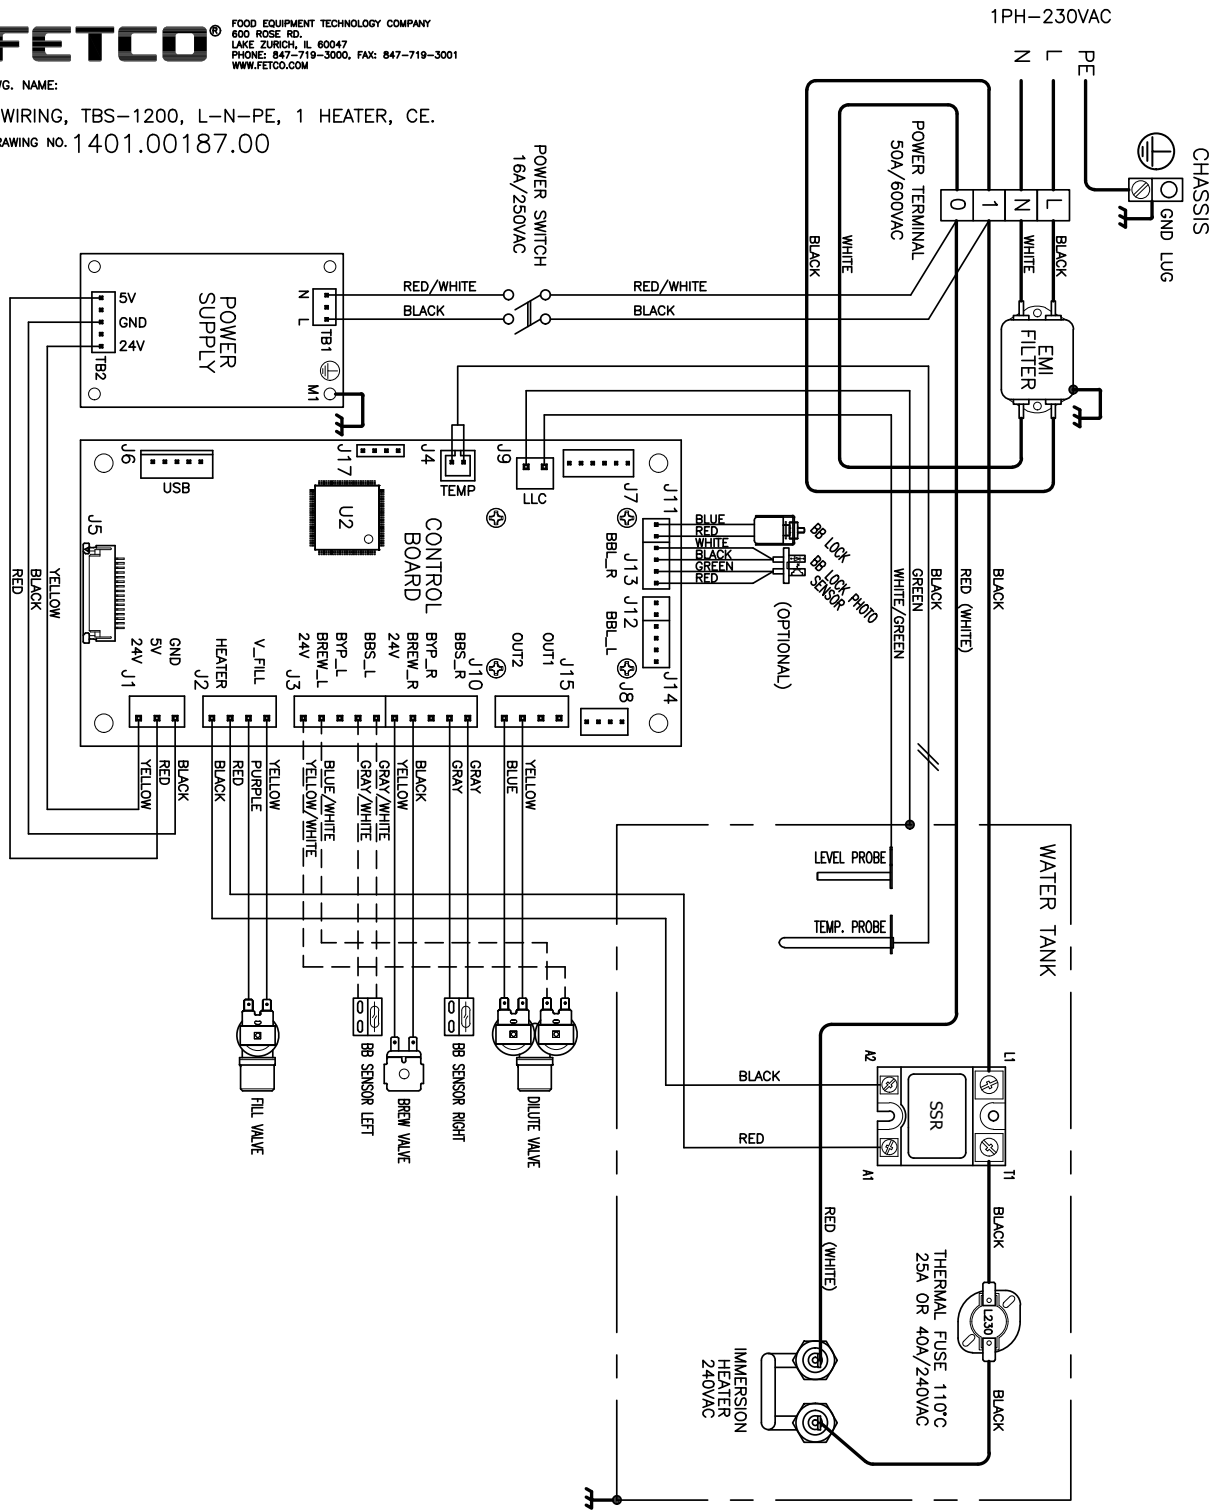 FETCO®
FOOD EQUIPMENT TECHNOLOGY COMPANY
600 ROSE RD.
LAKE ZURICH, IL 60047
PHONE: 847-719-3000, FAX: 847-719-3001
WWW.FETCO.COM
NAME:
WIRING, TBS-1200, L-N-PE, 1 HEATER, CE.
NO. 1401.00187.00
1PH-230VAC
N
L
PE
CHASSIS
GND LUG
POWER TERMINAL
50A/600VAC
0
1
N
L
BLACK
WHITE
WHITE
BLACK
EMI
FILTER
POWER SWITCH
16A/250VAC
RED/WHITE
BLACK
RED/WHITE
BLACK
POWER
SUPPLY
N
L
TB1
M1
5V
GND
24V
TB2
J6
USB
J17
J4
TEMP
J9
LLC
J7
J11
BBL_R
J13
J12
BBL_L
J14
J8
J5
U2
CONTROL
BOARD
BLUE
RED
WHITE
BLACK
GREEN
RED
BB LOCK
BB LOCK PHOTO
SENSOR
(OPTIONAL)
WHITE/GREEN
GREEN
BLACK
RED (WHITE)
BLACK
YELLOW
BLACK
RED
24V
5V
GND
J1
HEATER
V_FILL
J2
24V
BREW_L
BYP_L
BBS_L
J3
24V
BREW_R
BYP_R
BBS_R
J10
OUT2
OUT1
J15
YELLOW
RED
BLACK
BLACK
RED
PURPLE
YELLOW
YELLOW/WHITE
BLUE/WHITE
GRAY/WHITE
GRAY/WHITE
YELLOW
BLACK
GRAY
GRAY
BLUE
YELLOW
WATER TANK
LEVEL PROBE
TEMP. PROBE
FILL VALVE
BB SENSOR LEFT
BREW VALVE
BB SENSOR RIGHT
DILUTE VALVE
BLACK
RED
A2
L1
SSR
A1
T1
BLACK
RED (WHITE)
THERMAL FUSE 110°C
25A OR 40A/240VAC
L230
BLACK
IMMERSION
HEATER
240VAC